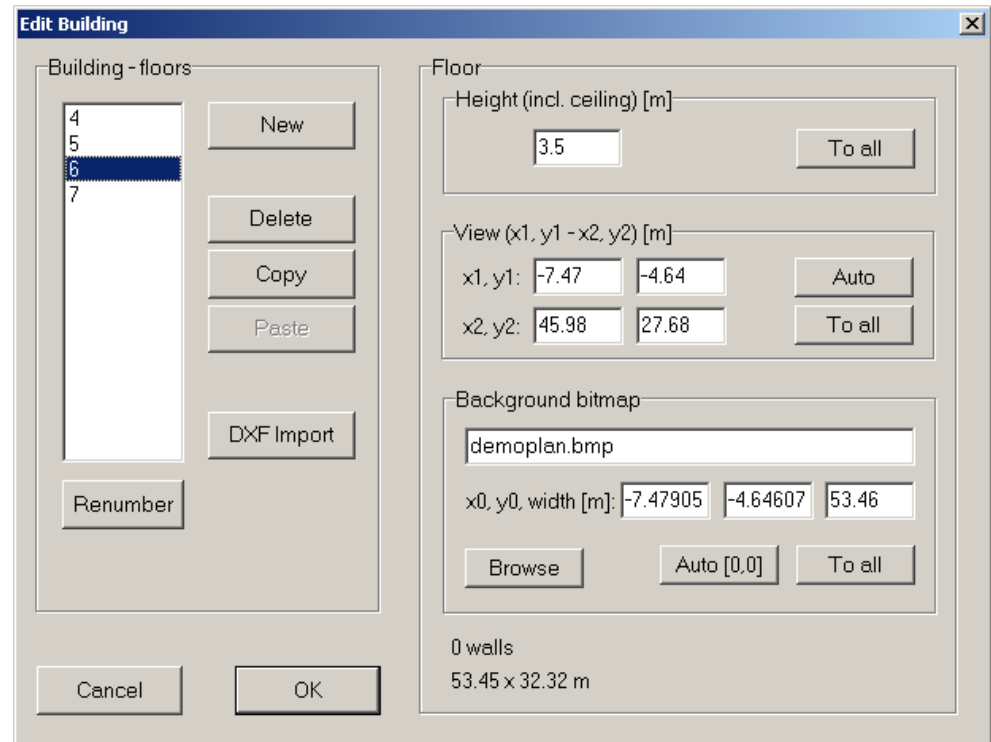 Edit Building
Building - floors
4
5
6
7
New
Delete
Copy
Paste
DXF Import
Renumber
Cancel
OK
Floor
Height (incl. ceiling) [m]
3.5
To all
View (x1, y1 - x2, y2) [m]
x1, y1: -7.47 -4.64 Auto
x2, y2: 45.98 27.68 To all
Background bitmap
demoplan.bmp
x0, y0, width [m]: -7.47905 -4.64607 53.46
Browse Auto [0,0] To all
0 walls
53.45 x 32.32 m